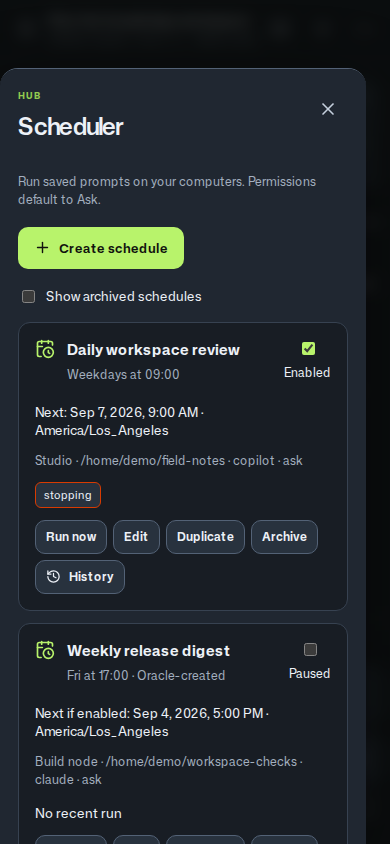 HUB
Scheduler
Run saved prompts on your computers. Permissions
default to Ask.
Create schedule
Show archived schedules
Daily workspace review
Weekdays at 09:00
Enabled
Next: Sep 7, 2026, 9:00 AM ·
America/Los_Angeles
Studio · /home/demo/field-notes · copilot · ask
stopping
Run now
Edit
Duplicate
Archive
History
Weekly release digest
Fri at 17:00 · Oracle-created
Paused
Next if enabled: Sep 4, 2026, 5:00 PM ·
America/Los_Angeles
Build node · /home/demo/workspace-checks ·
claude · ask
No recent run